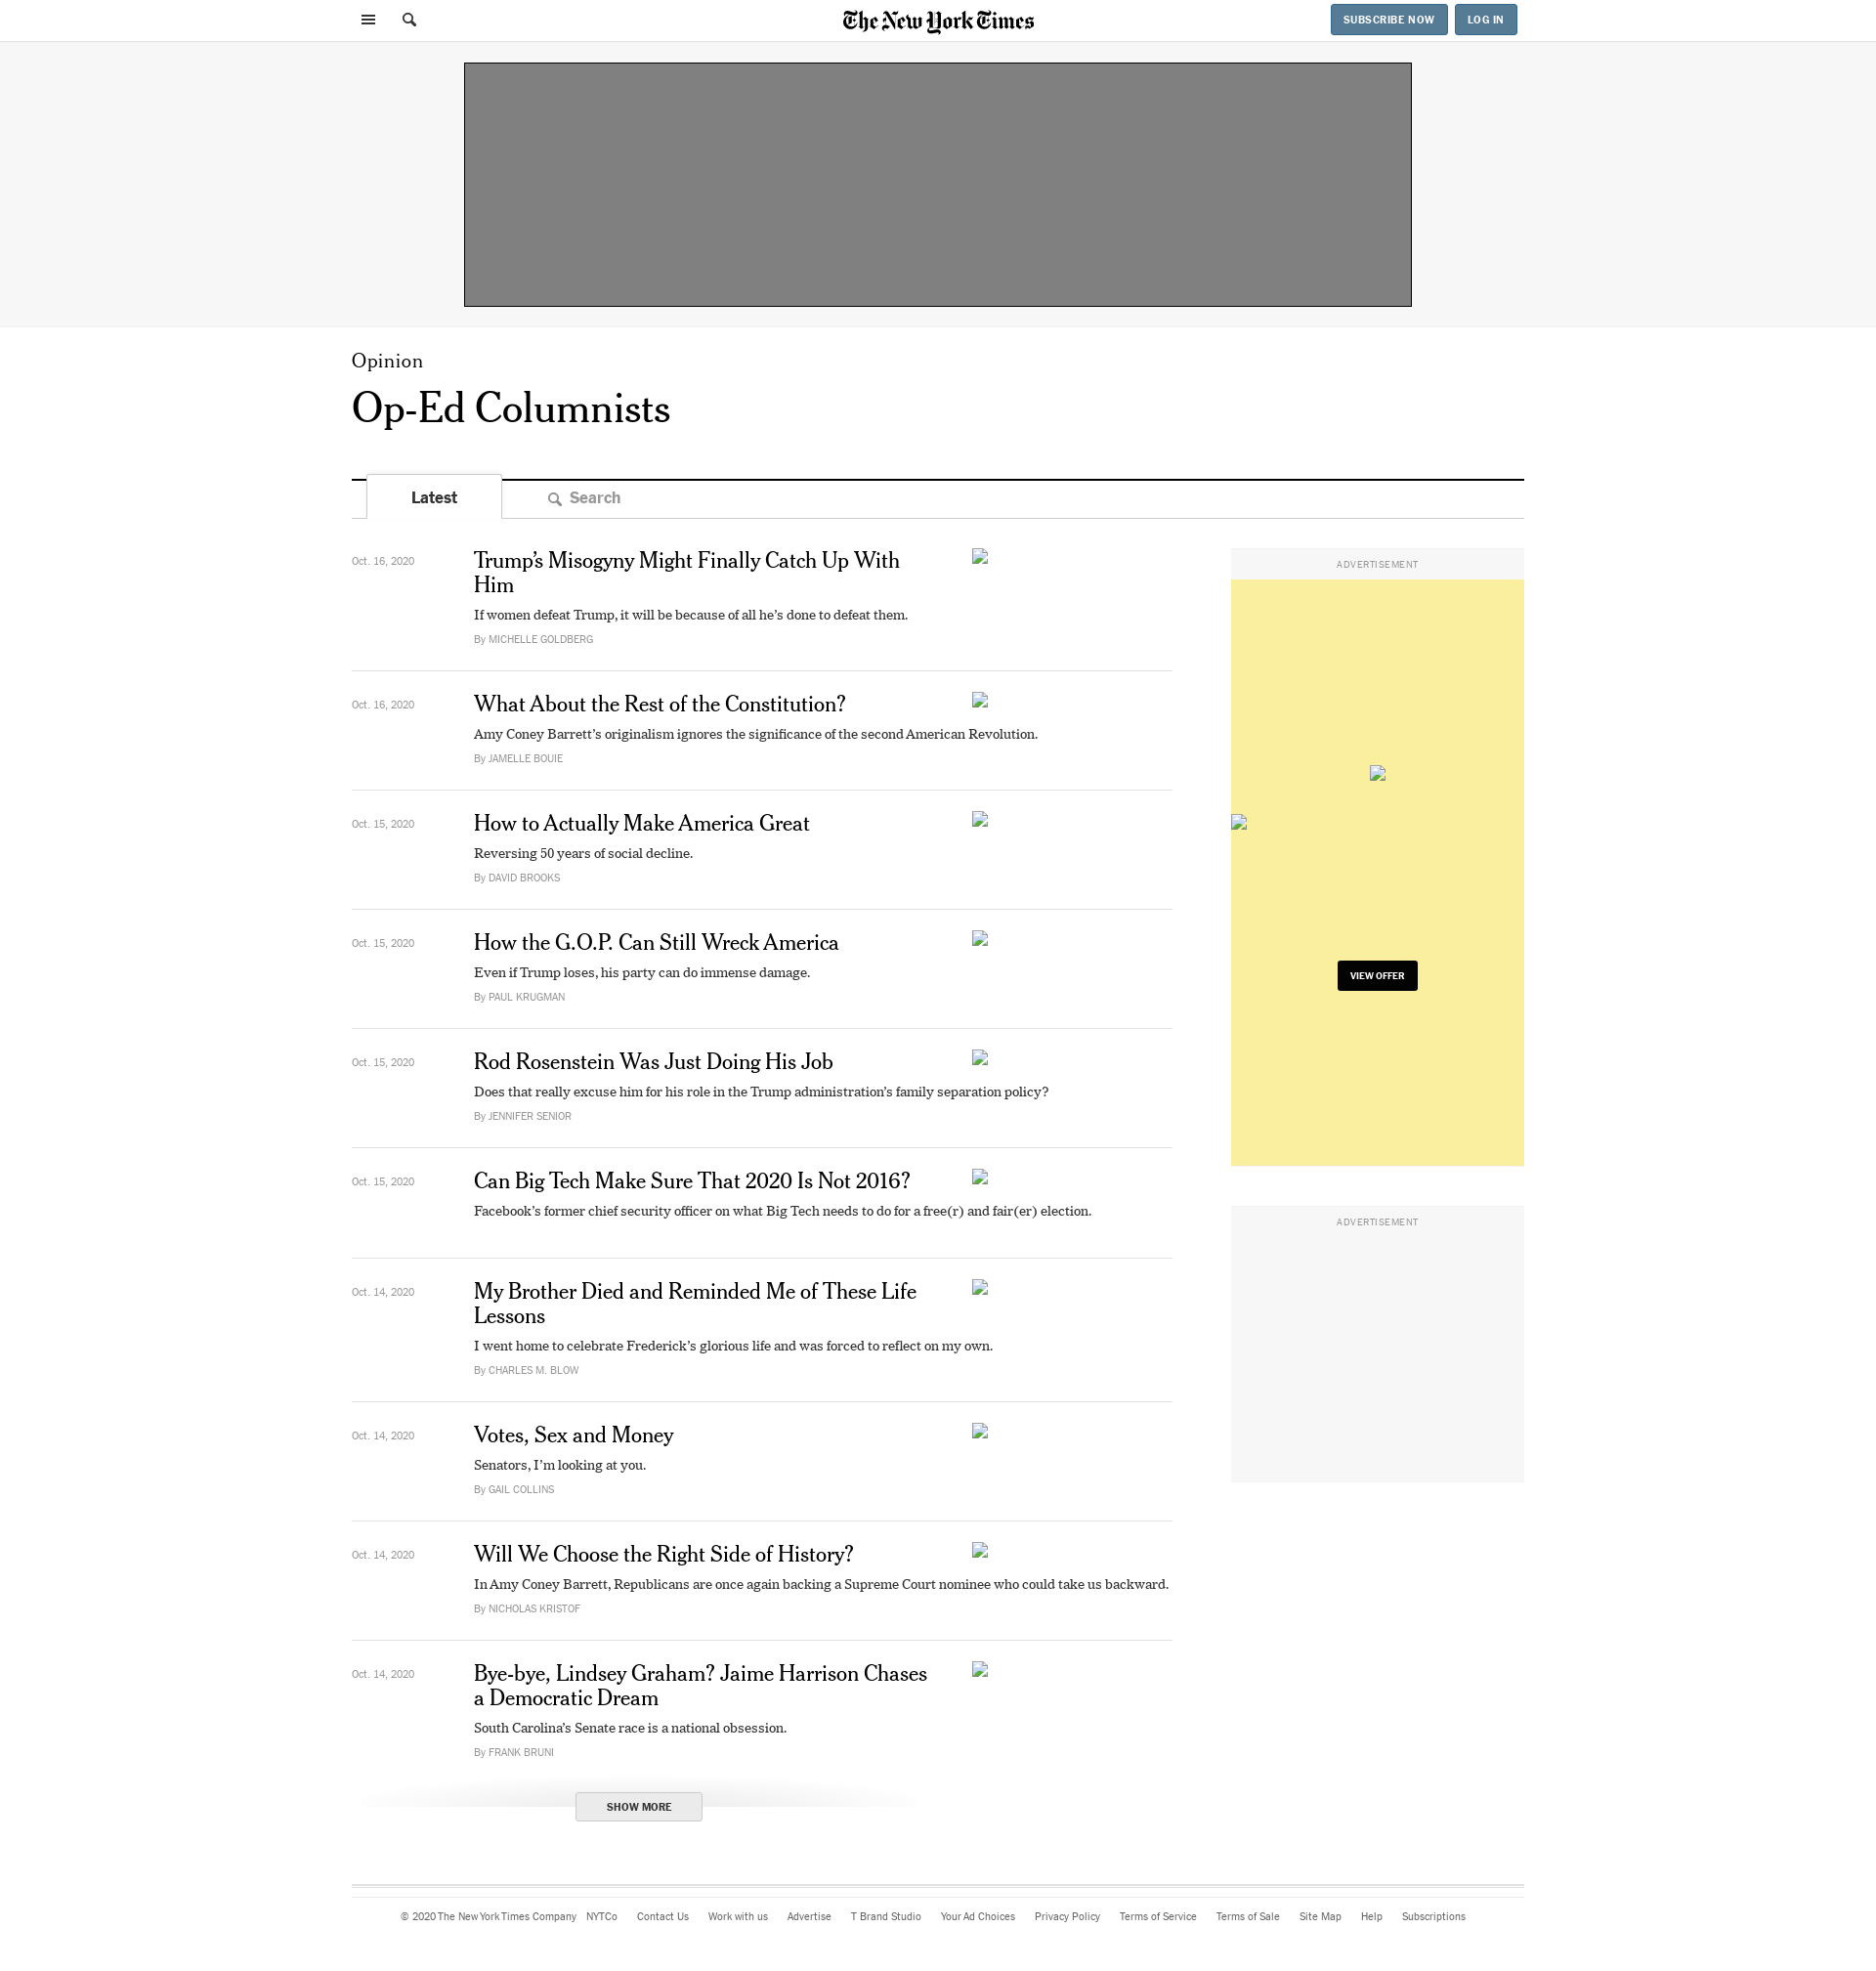 The New York Times
SUBSCRIBE NOW
LOG IN
Opinion
Op-Ed Columnists
Latest
Search
Oct. 16, 2020
Trump’s Misogyny Might Finally Catch Up With
Him
If women defeat Trump, it will be because of all he’s done to defeat them.
By MICHELLE GOLDBERG
Oct. 16, 2020
What About the Rest of the Constitution?
Amy Coney Barrett’s originalism ignores the significance of the second American Revolution.
By JAMELLE BOUIE
Oct. 15, 2020
How to Actually Make America Great
Reversing 50 years of social decline.
By DAVID BROOKS
Oct. 15, 2020
How the G.O.P. Can Still Wreck America
Even if Trump loses, his party can do immense damage.
By PAUL KRUGMAN
Oct. 15, 2020
Rod Rosenstein Was Just Doing His Job
Does that really excuse him for his role in the Trump administration’s family separation policy?
By JENNIFER SENIOR
Oct. 15, 2020
Can Big Tech Make Sure That 2020 Is Not 2016?
Facebook’s former chief security officer on what Big Tech needs to do for a free(r) and fair(er) election.
Oct. 14, 2020
My Brother Died and Reminded Me of These Life
Lessons
I went home to celebrate Frederick’s glorious life and was forced to reflect on my own.
By CHARLES M. BLOW
Oct. 14, 2020
Votes, Sex and Money
Senators, I’m looking at you.
By GAIL COLLINS
Oct. 14, 2020
Will We Choose the Right Side of History?
In Amy Coney Barrett, Republicans are once again backing a Supreme Court nominee who could take us backward.
By NICHOLAS KRISTOF
Oct. 14, 2020
Bye-bye, Lindsey Graham? Jaime Harrison Chases
a Democratic Dream
South Carolina’s Senate race is a national obsession.
By FRANK BRUNI
SHOW MORE
ADVERTISEMENT
VIEW OFFER
ADVERTISEMENT
© 2020 The New York Times Company NYTCo Contact Us Work with us Advertise T Brand Studio Your Ad Choices Privacy Policy Terms of Service Terms of Sale Site Map Help Subscriptions